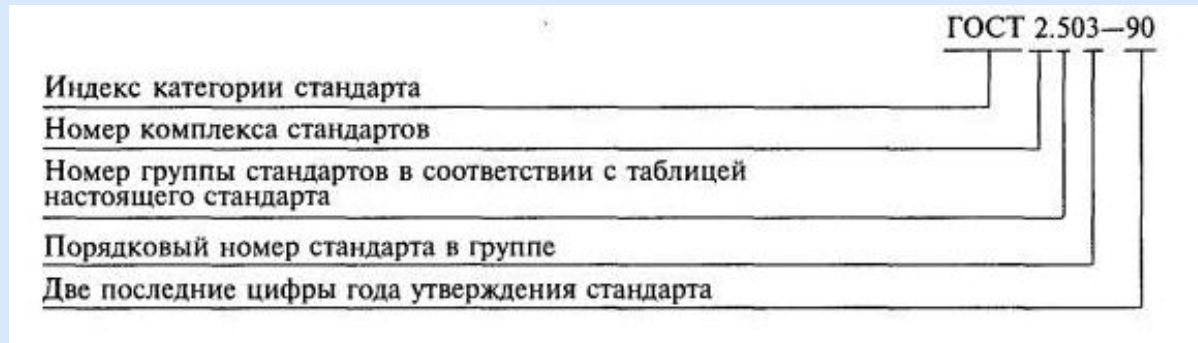 ГОСТ 2.503—90
Индекс категории стандарта
Номер комплекса стандартов
Номер группы стандартов в соответствии с таблицей
настоящего стандарта
Порядковый номер стандарта в группе
Две последние цифры года утверждения стандарта